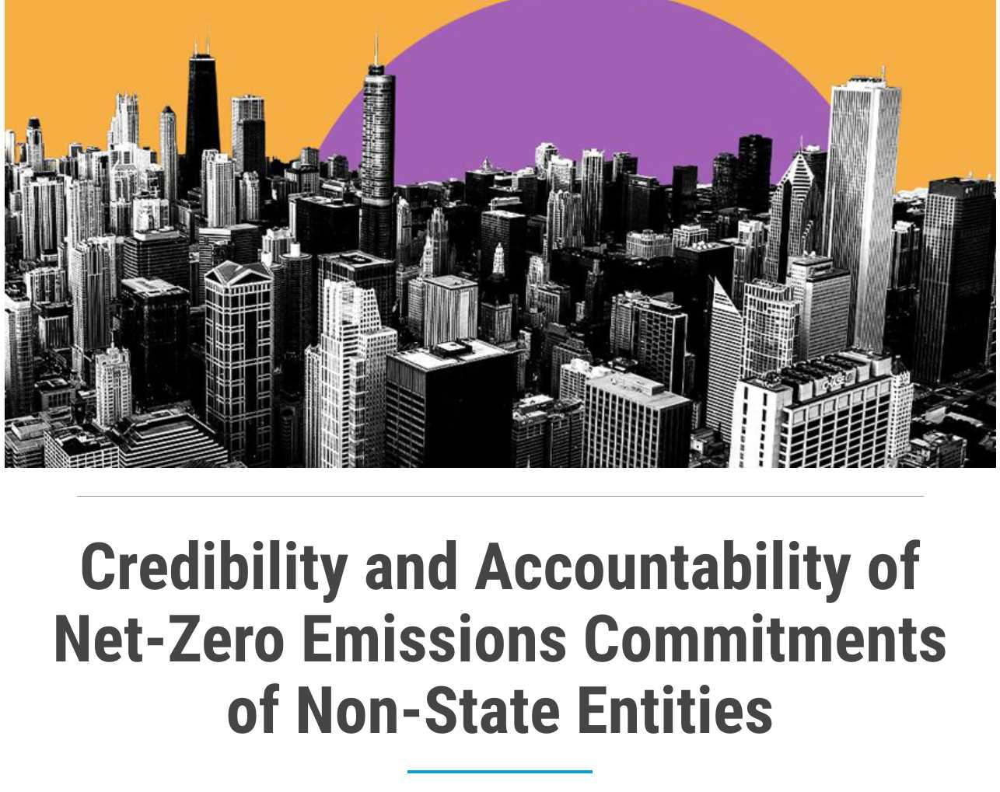 Credibility and Accountability of
Net-Zero Emissions Commitments
of Non-State Entities